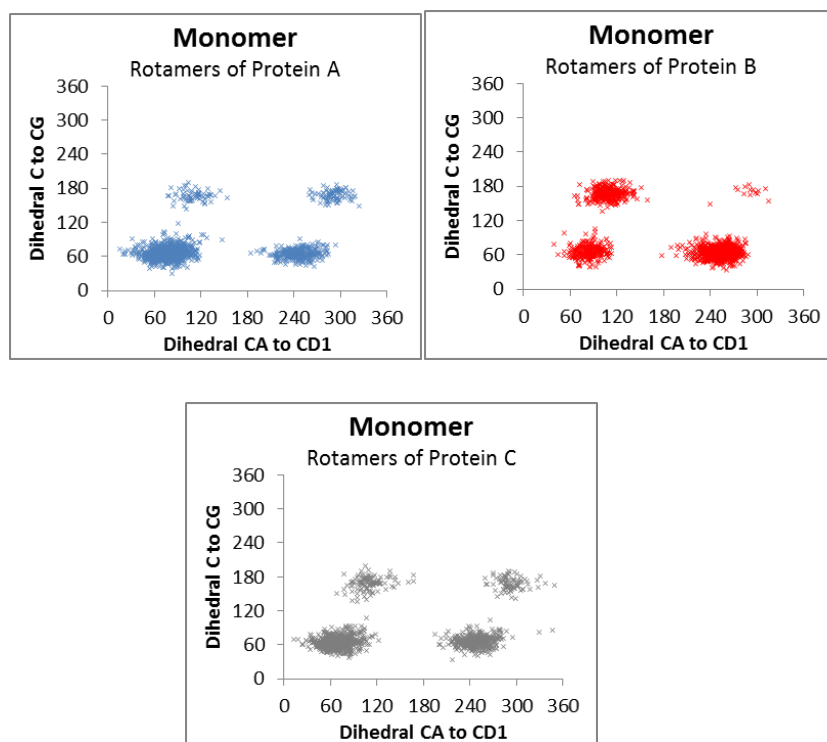 Monomer
Rotamers of Protein A
Dihedral C to CG
360
300
240
180
120
60
0
0 60 120 180 240 300 360
Dihedral CA to CD1
Monomer
Rotamers of Protein B
Dihedral C to CG
360
300
240
180
120
60
0
0 60 120 180 240 300 360
Dihedral CA to CD1
Monomer
Rotamers of Protein C
Dihedral C to CG
360
300
240
180
120
60
0
0 60 120 180 240 300 360
Dihedral CA to CD1